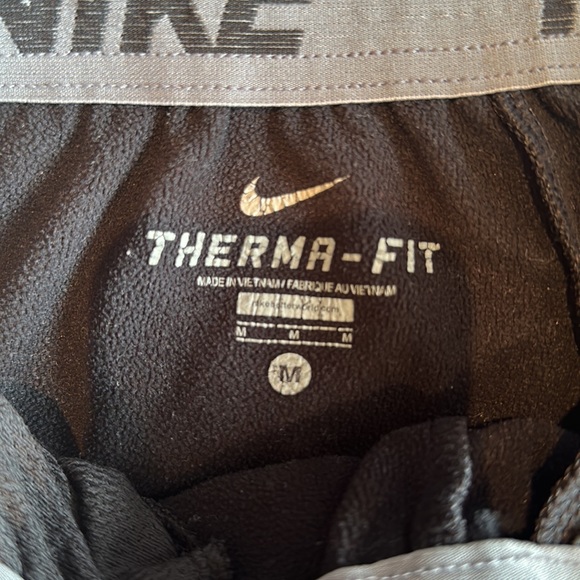 NIKE
THERMA-FIT
MADE IN VIETNAM / FABRIQUE AU VIETNAM
M M M
M